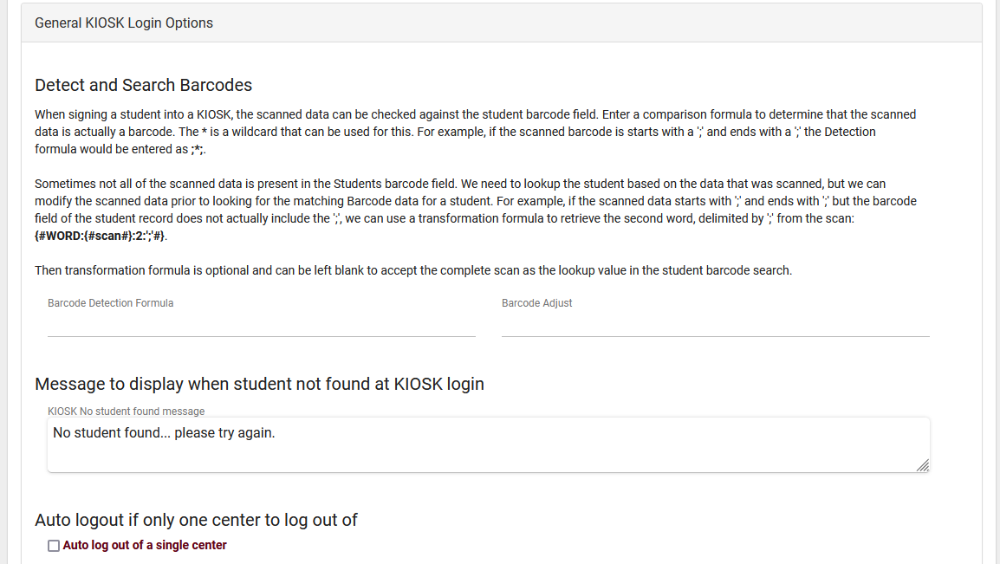 General KIOSK Login Options
Detect and Search Barcodes
When signing a student into a KIOSK, the scanned data can be checked against the student barcode field. Enter a comparison formula to determine that the scanned
data is actually a barcode. The * is a wildcard that can be used for this. For example, if the scanned barcode is starts with a ';' and ends with a ';' the Detection
formula would be entered as ;*;.
Sometimes not all of the scanned data is present in the Students barcode field. We need to lookup the student based on the data that was scanned, but we can
modify the scanned data prior to looking for the matching Barcode data for a student. For example, if the scanned data starts with ';' and ends with ';' but the barcode
field of the student record does not actually include the ';', we can use a transformation formula to retrieve the second word, delimited by ';' from the scan:
{#WORD:{#scan#}:2:';'#}.
Then transformation formula is optional and can be left blank to accept the complete scan as the lookup value in the student barcode search.
Barcode Detection Formula
Barcode Adjust
Message to display when student not found at KIOSK login
KIOSK No student found message
No student found... please try again.
Auto logout if only one center to log out of
Auto log out of a single center